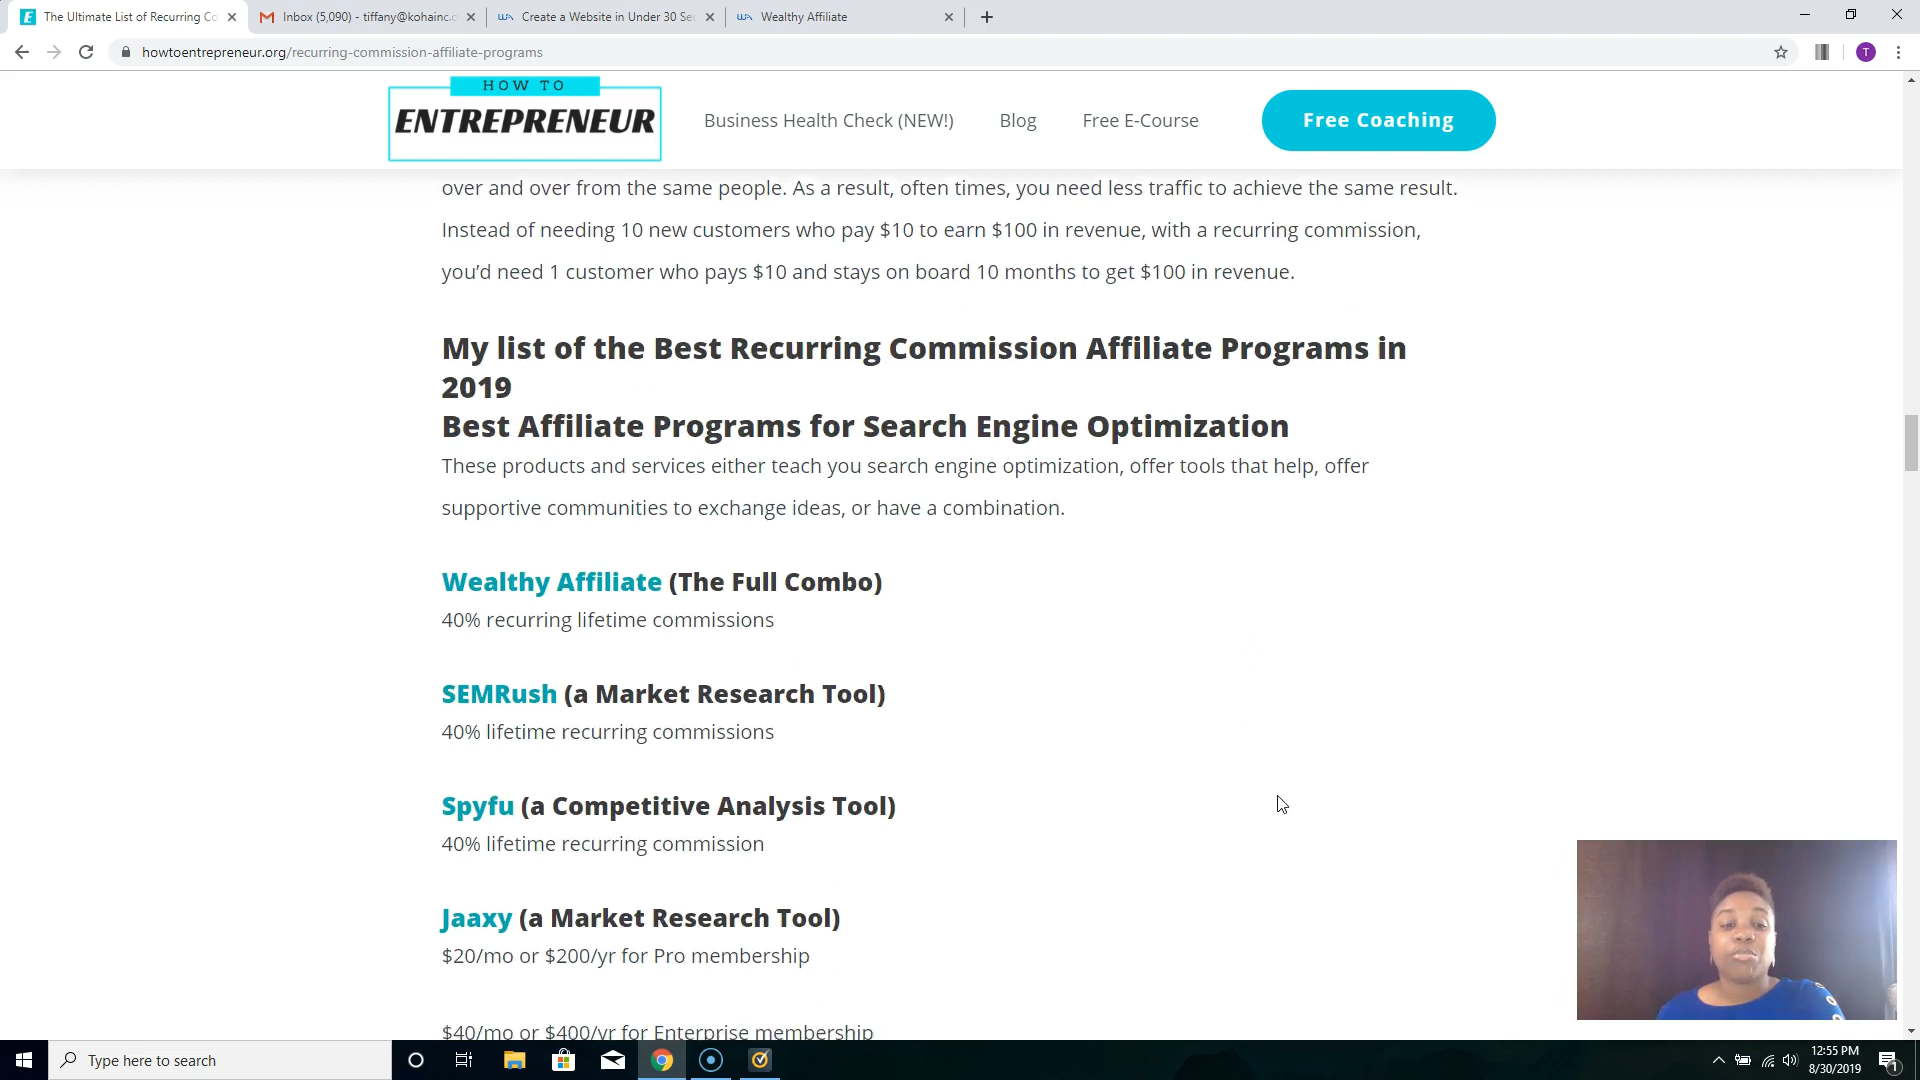 The Ultimate List of Recurring Co
Inbox (5,090) - tiffany@kohainc.c
Create a Website in Under 30 Sec
Wealthy Affiliate
howtoentrepreneur.org/recurring-commission-affiliate-programs
T
HOW TO
ENTREPRENEUR
Business Health Check (NEW!)
Blog
Free E-Course
Free Coaching
over and over from the same people. As a result, often times, you need less traffic to achieve the same result.
Instead of needing 10 new customers who pay $10 to earn $100 in revenue, with a recurring commission,
you’d need 1 customer who pays $10 and stays on board 10 months to get $100 in revenue.
My list of the Best Recurring Commission Affiliate Programs in
2019
Best Affiliate Programs for Search Engine Optimization
These products and services either teach you search engine optimization, offer tools that help, offer
supportive communities to exchange ideas, or have a combination.
Wealthy Affiliate (The Full Combo)
40% recurring lifetime commissions
SEMRush (a Market Research Tool)
40% lifetime recurring commissions
Spyfu (a Competitive Analysis Tool)
40% lifetime recurring commission
Jaaxy (a Market Research Tool)
$20/mo or $200/yr for Pro membership
$40/mo or $400/yr for Enterprise membership
Type here to search
12:55 PM
8/30/2019
1